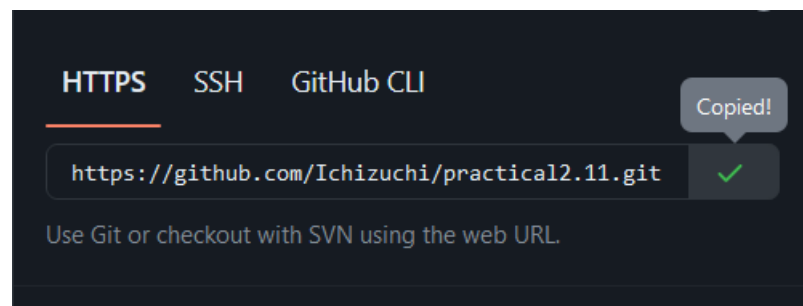 HTTPS SSH GitHub CLI
Copied!
https://github.com/Ichizuchi/practical2.11.git
Use Git or checkout with SVN using the web URL.